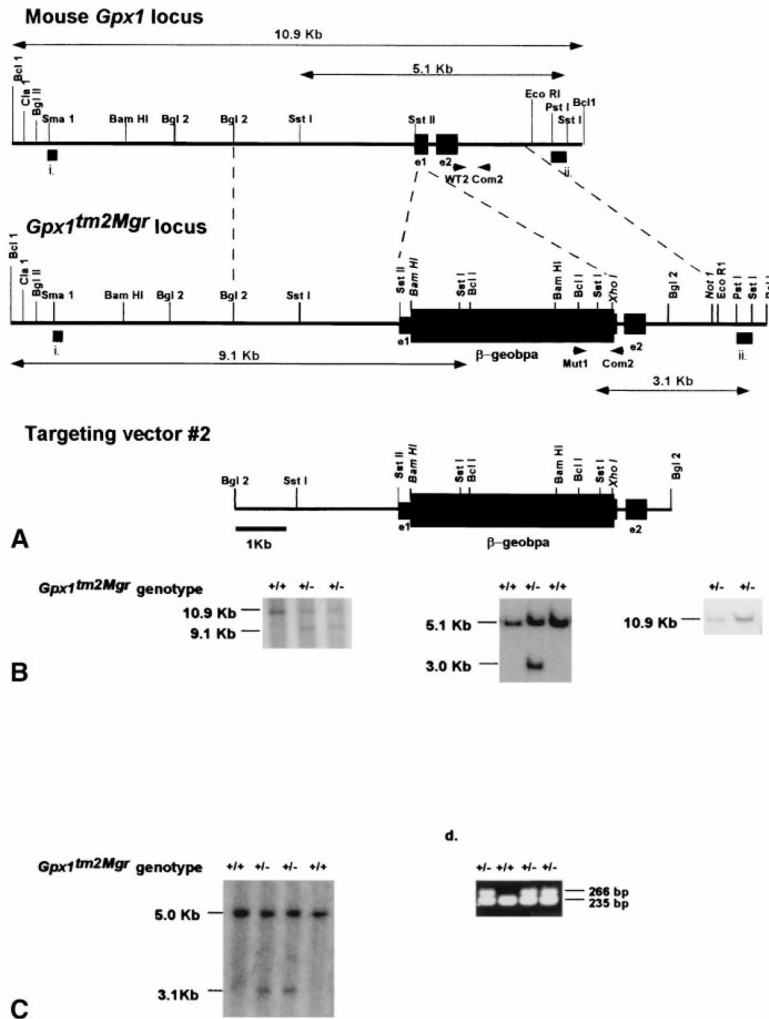 Mouse Gpx1 locus
10.9 Kb
5.1 Kb
Bcl 1
Cla 1
Bgl II
Sma 1
Bam HI
Bgl 2
Bgl 2
Sst I
Sst II
Eco RI
Pst I
Sst I
Bcl1
i.
e1
e2
ii.
WT2 Com2
Gpx1tm2Mgr locus
Bcl 1
Cla 1
Bgl II
Sma 1
Bam HI
Bgl 2
Bgl 2
Sst I
Sst II
Bam HI
Sst I
Bcl I
Bam HI
Bcl I
Sst I
Xho I
Bgl 2
Not 1
Eco R1
Pst I
Sst I
i.
e1
e2
ii.
β-geobpa
Mut1
Com2
9.1 Kb
3.1 Kb
Targeting vector #2
Bgl 2
Sst I
Sst II
Bam HI
Sst I
Bcl I
Bam HI
Bcl I
Sst I
Xho I
Bgl 2
e1
e2
1Kb
β-geobpa
A
Gpx1tm2Mgr genotype
+/+ +/- +/-
10.9 Kb
9.1 Kb
+/+ +/- +/+
5.1 Kb
3.0 Kb
+/- +/-
10.9 Kb
B
d.
Gpx1tm2Mgr genotype
+/+ +/- +/- +/+
5.0 Kb
3.1Kb
+/- +/+ +/- +/-
266 bp
235 bp
C